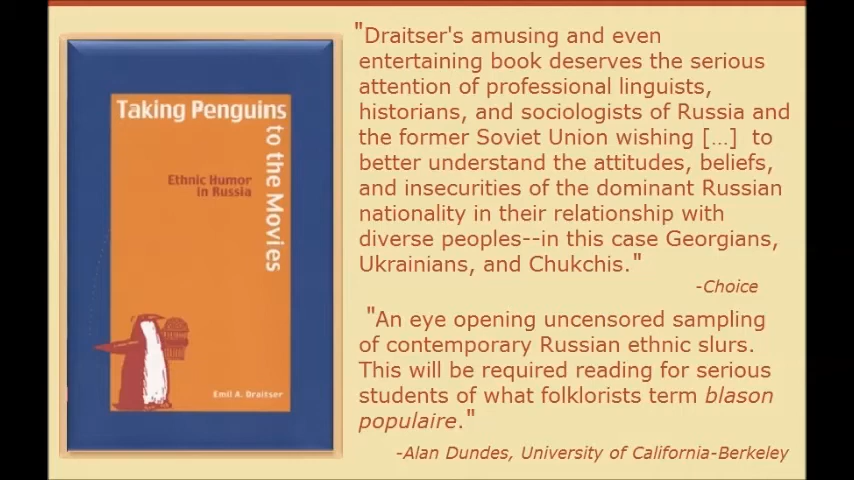 Taking Penguins
to the Movies
Ethnic Humor
in Russia
Emil A. Draitser
"Draitser's amusing and even
entertaining book deserves the serious
attention of professional linguists,
historians, and sociologists of Russia and
the former Soviet Union wishing […] to
better understand the attitudes, beliefs,
and insecurities of the dominant Russian
nationality in their relationship with
diverse peoples--in this case Georgians,
Ukrainians, and Chukchis."
-Choice
"An eye opening uncensored sampling
of contemporary Russian ethnic slurs.
This will be required reading for serious
students of what folklorists term blason
populaire."
-Alan Dundes, University of California-Berkeley